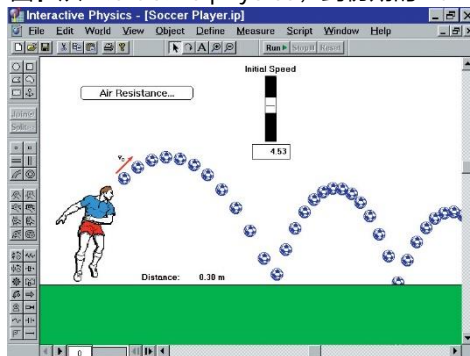 Interactive Physics - [Soccer Player.ip]
File Edit World View Object Define Measure Script Window Help
Run Stop Reset
Initial Speed
Air Resistance...
4.53
Distance: 0.30 m
0